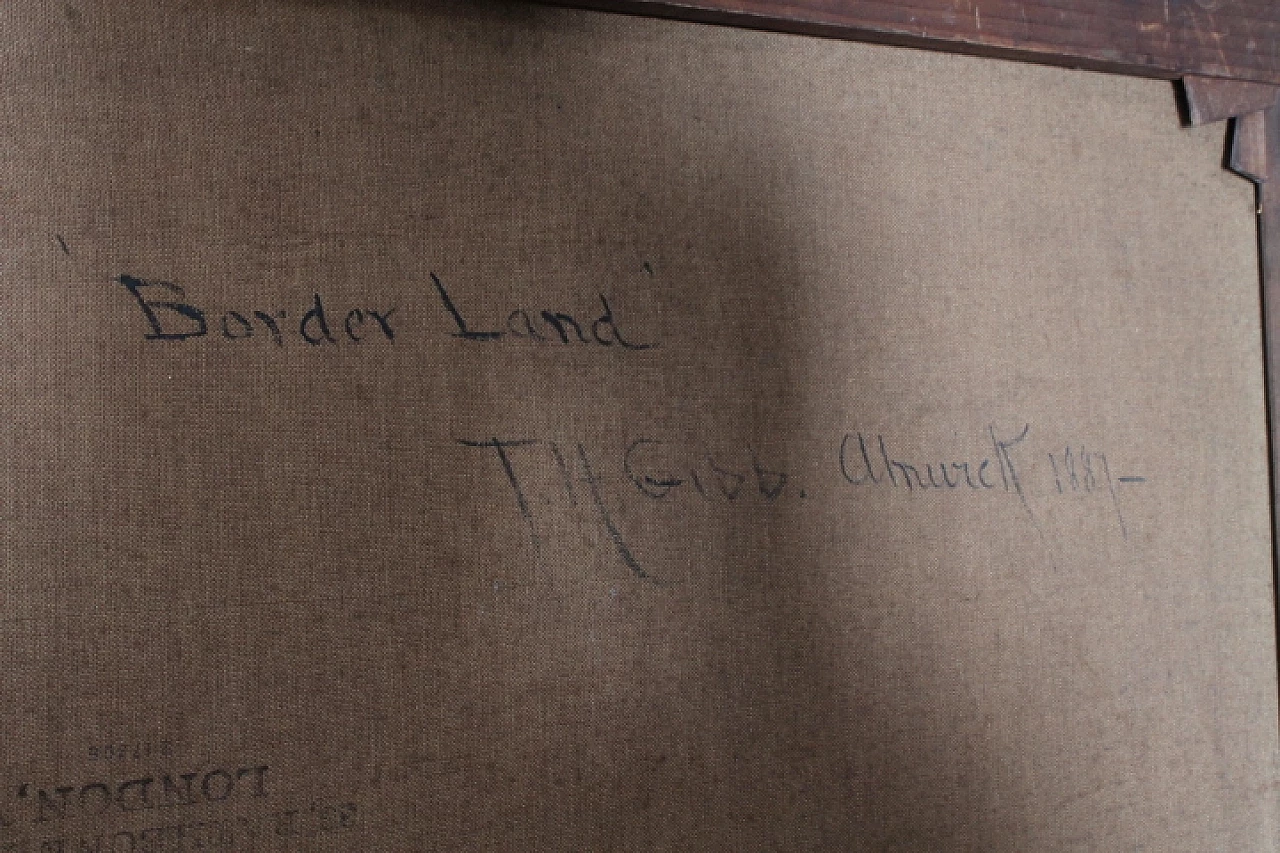 'Border Land'
T.H Gibb. Alnwick 1887-
LONDON,